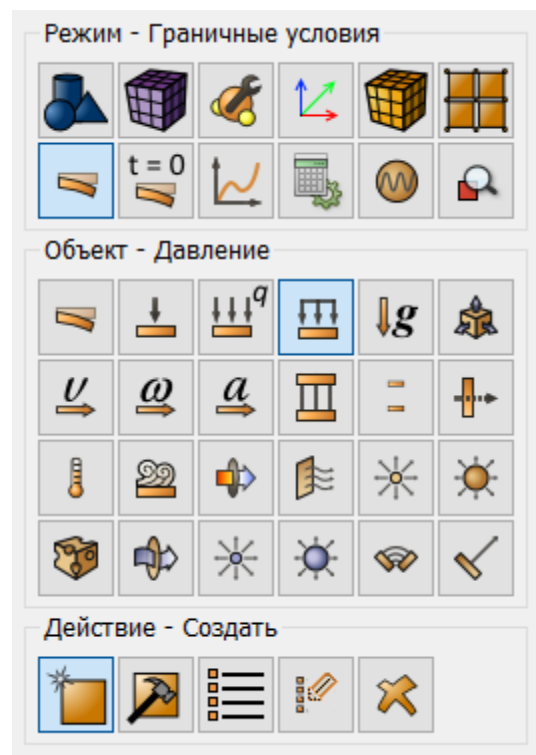 Режим - Граничные условия
t = 0
Объект - Давление
q
g
υ ω a
Действие - Создать